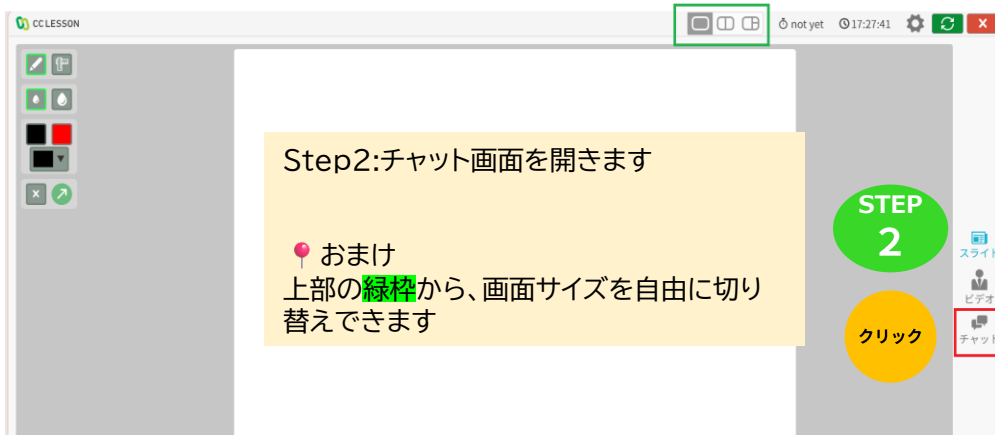 CCLESSON
not yet
17:27:41
Step2:チャット画面を開きます
おまけ
上部の緑枠から、画面サイズを自由に切り
替えできます
STEP
2
スライド
ビデオ
クリック
チャット